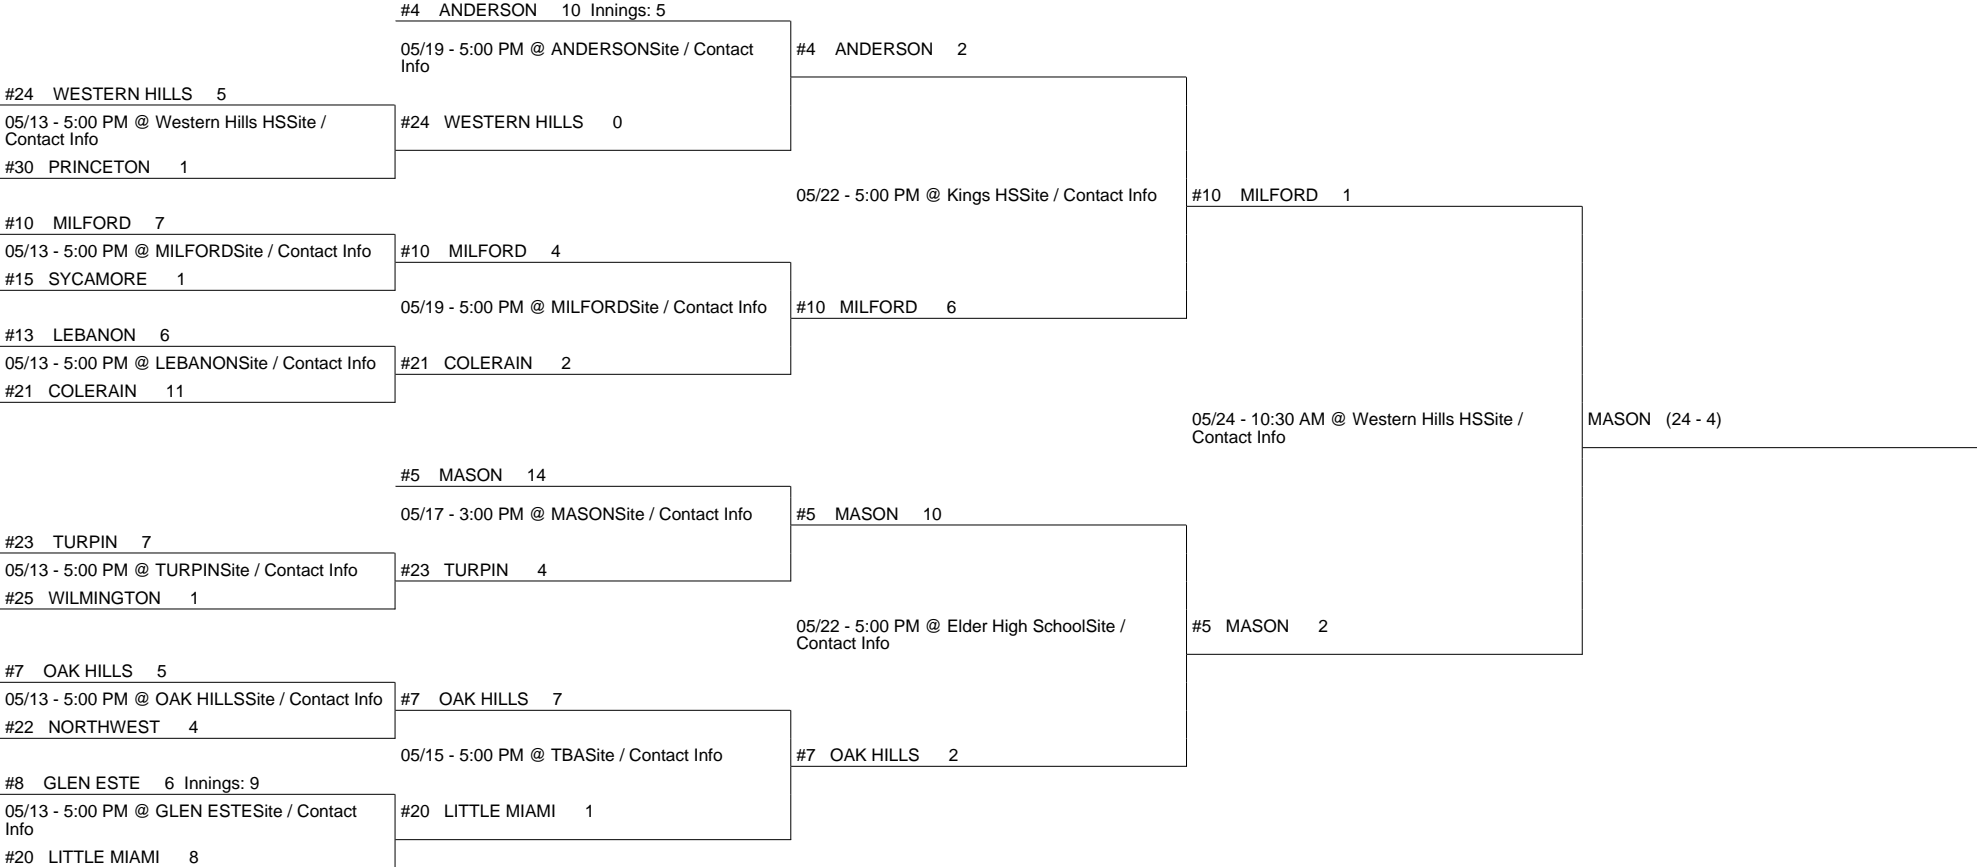 #4 ANDERSON 10 Innings: 5
05/19 - 5:00 PM @ ANDERSONSite / Contact
Info
#4 ANDERSON 2
#24 WESTERN HILLS 5
05/13 - 5:00 PM @ Western Hills HSSite /
Contact Info
#24 WESTERN HILLS 0
#30 PRINCETON 1
05/22 - 5:00 PM @ Kings HSSite / Contact Info
#10 MILFORD 1
#10 MILFORD 7
05/13 - 5:00 PM @ MILFORDSite / Contact Info
#10 MILFORD 4
#15 SYCAMORE 1
05/19 - 5:00 PM @ MILFORDSite / Contact Info
#10 MILFORD 6
#13 LEBANON 6
05/13 - 5:00 PM @ LEBANONSite / Contact Info
#21 COLERAIN 2
#21 COLERAIN 11
05/24 - 10:30 AM @ Western Hills HSSite /
Contact Info
MASON (24 - 4)
#5 MASON 14
05/17 - 3:00 PM @ MASONSite / Contact Info
#5 MASON 10
#23 TURPIN 7
05/13 - 5:00 PM @ TURPINSite / Contact Info
#23 TURPIN 4
#25 WILMINGTON 1
05/22 - 5:00 PM @ Elder High SchoolSite /
Contact Info
#5 MASON 2
#7 OAK HILLS 5
05/13 - 5:00 PM @ OAK HILLSSite / Contact Info
#7 OAK HILLS 7
#22 NORTHWEST 4
05/15 - 5:00 PM @ TBASite / Contact Info
#7 OAK HILLS 2
#8 GLEN ESTE 6 Innings: 9
05/13 - 5:00 PM @ GLEN ESTESite / Contact
Info
#20 LITTLE MIAMI 1
#20 LITTLE MIAMI 8